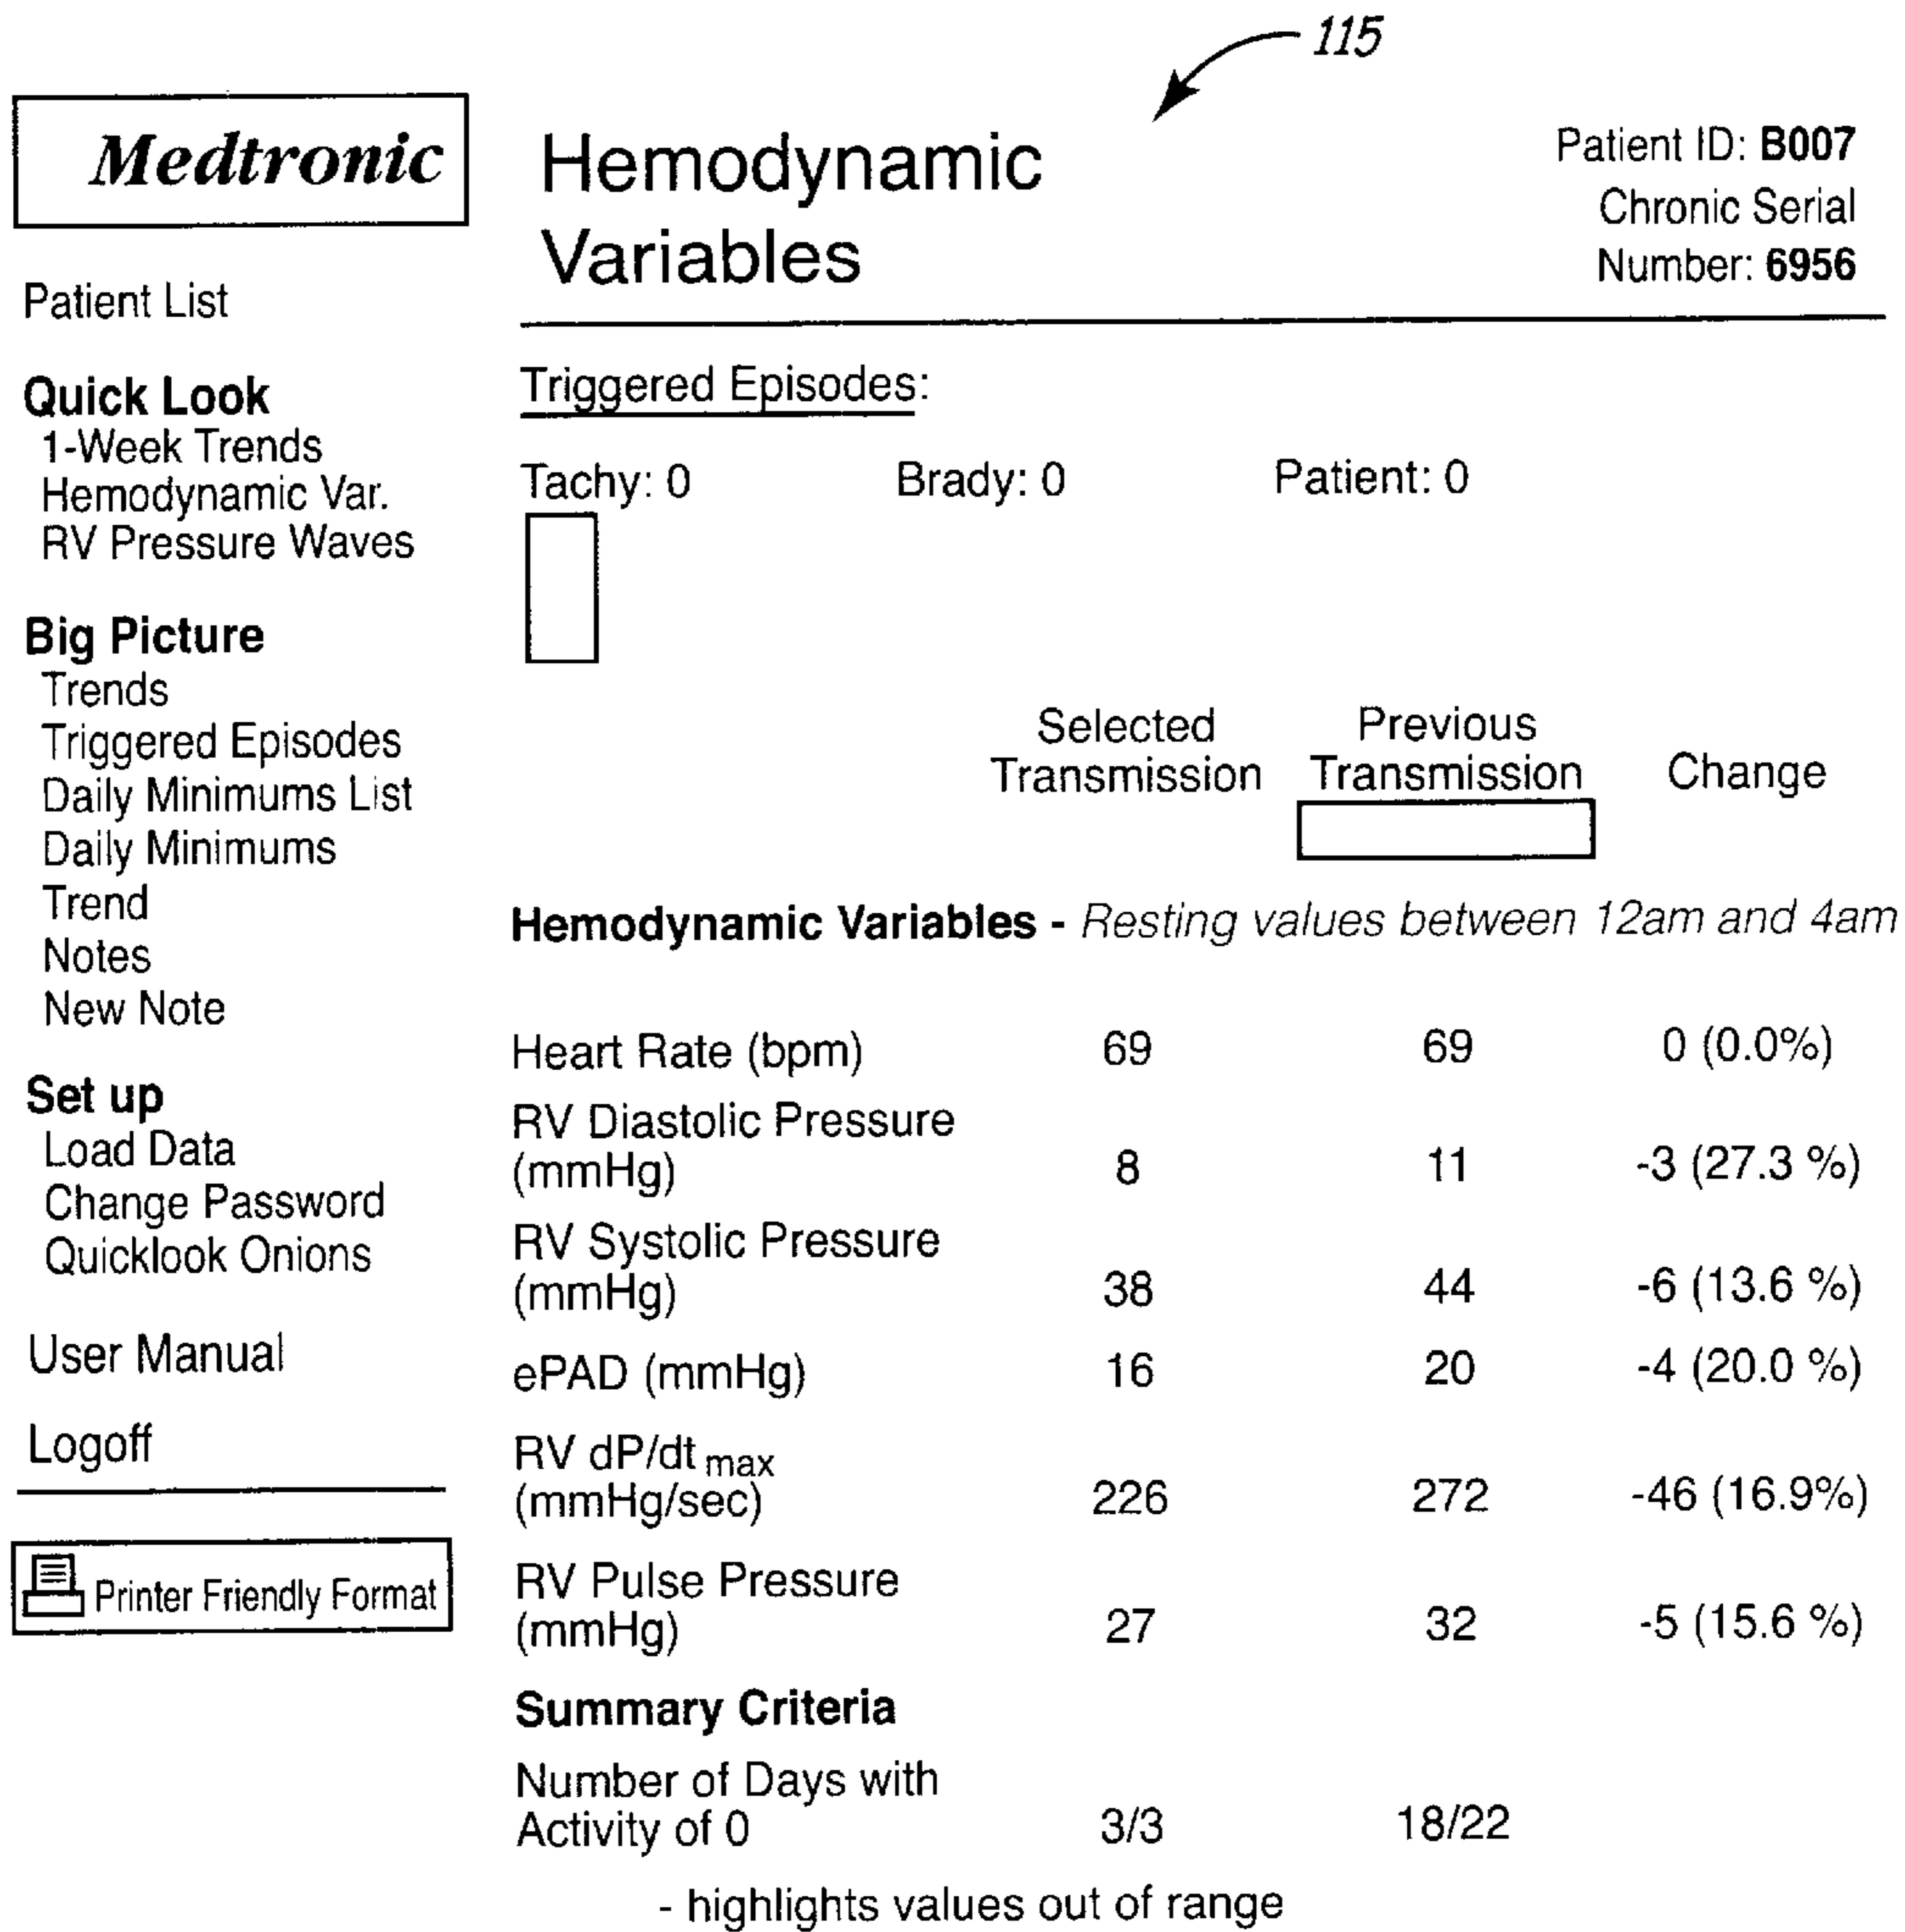 115
Medtronic
Hemodynamic
Variables
Patient ID: B007
Chronic Serial
Number: 6956
Patient List
Quick Look
1-Week Trends
Hemodynamic Var.
RV Pressure Waves
Big Picture
Trends
Triggered Episodes
Daily Minimums List
Daily Minimums
Trend
Notes
New Note
Set up
Load Data
Change Password
Quicklook Onions
User Manual
Logoff
Printer Friendly Format
Triggered Episodes:
Tachy: 0 Brady: 0 Patient: 0
Selected Previous
Transmission Transmission Change
Hemodynamic Variables - Resting values between 12am and 4am
Heart Rate (bpm) 69 69 0 (0.0%)
RV Diastolic Pressure
(mmHg) 8 11 -3 (27.3 %)
RV Systolic Pressure
(mmHg) 38 44 -6 (13.6 %)
ePAD (mmHg) 16 20 -4 (20.0 %)
RV dP/dt max
(mmHg/sec) 226 272 -46 (16.9%)
RV Pulse Pressure
(mmHg) 27 32 -5 (15.6 %)
Summary Criteria
Number of Days with
Activity of 0 3/3 18/22
- highlights values out of range